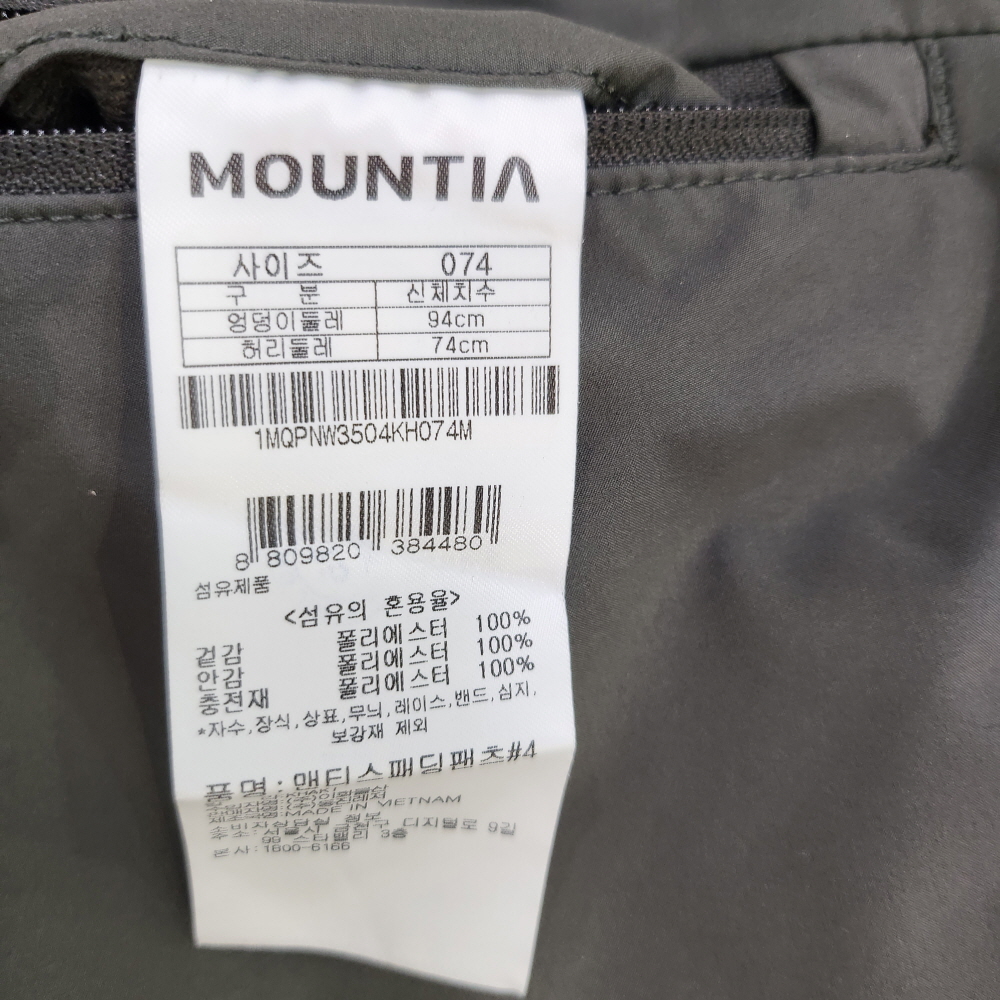 MOUNTIA
사이즈 074
구 분 신체치수
엉덩이둘레 94cm
허리둘레 74cm
1MQPNW3504KH074M
8 809820 384480
섬유제품
<섬유의 혼용율>
겉감 폴리에스터 100%
안감 폴리에스터 100%
충전재 폴리에스터 100%
*자수,장식,상표,무늬,레이스,밴드,심지,
보강재 제외
품명:맨티스패딩팬츠#4
MADE IN VIETNAM
디지털로 9길
3층
본사:1600-6166